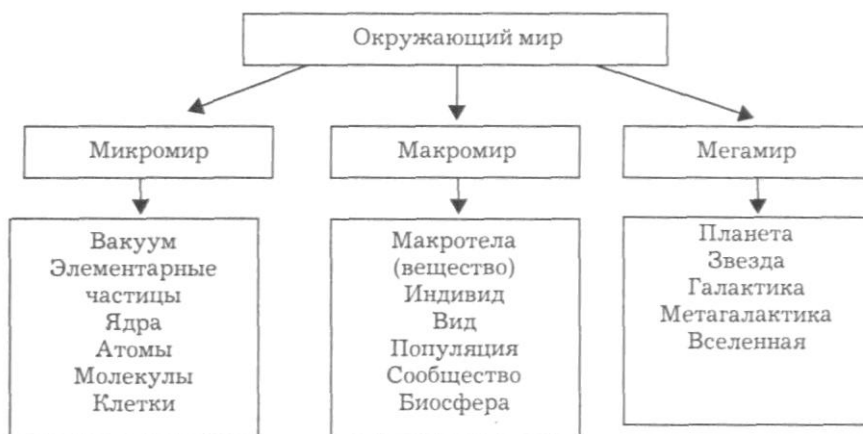 Окружающий мир
Микромир
Макромир
Мегамир
Вакуум
Элементарные
частицы
Ядра
Атомы
Молекулы
Клетки
Макротела
(вещество)
Индивид
Вид
Популяция
Сообщество
Биосфера
Планета
Звезда
Галактика
Метагалактика
Вселенная